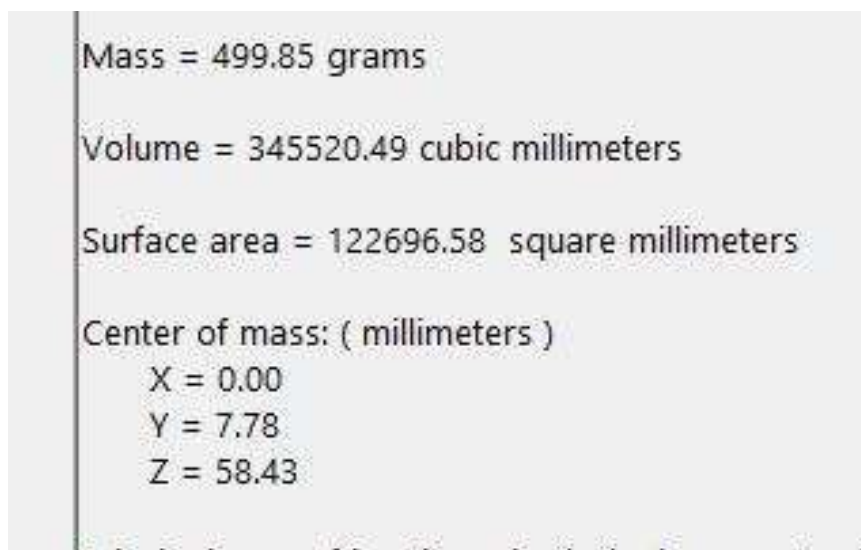 Mass = 499.85 grams
Volume = 345520.49 cubic millimeters
Surface area = 122696.58 square millimeters
Center of mass: ( millimeters )
X = 0.00
Y = 7.78
Z = 58.43